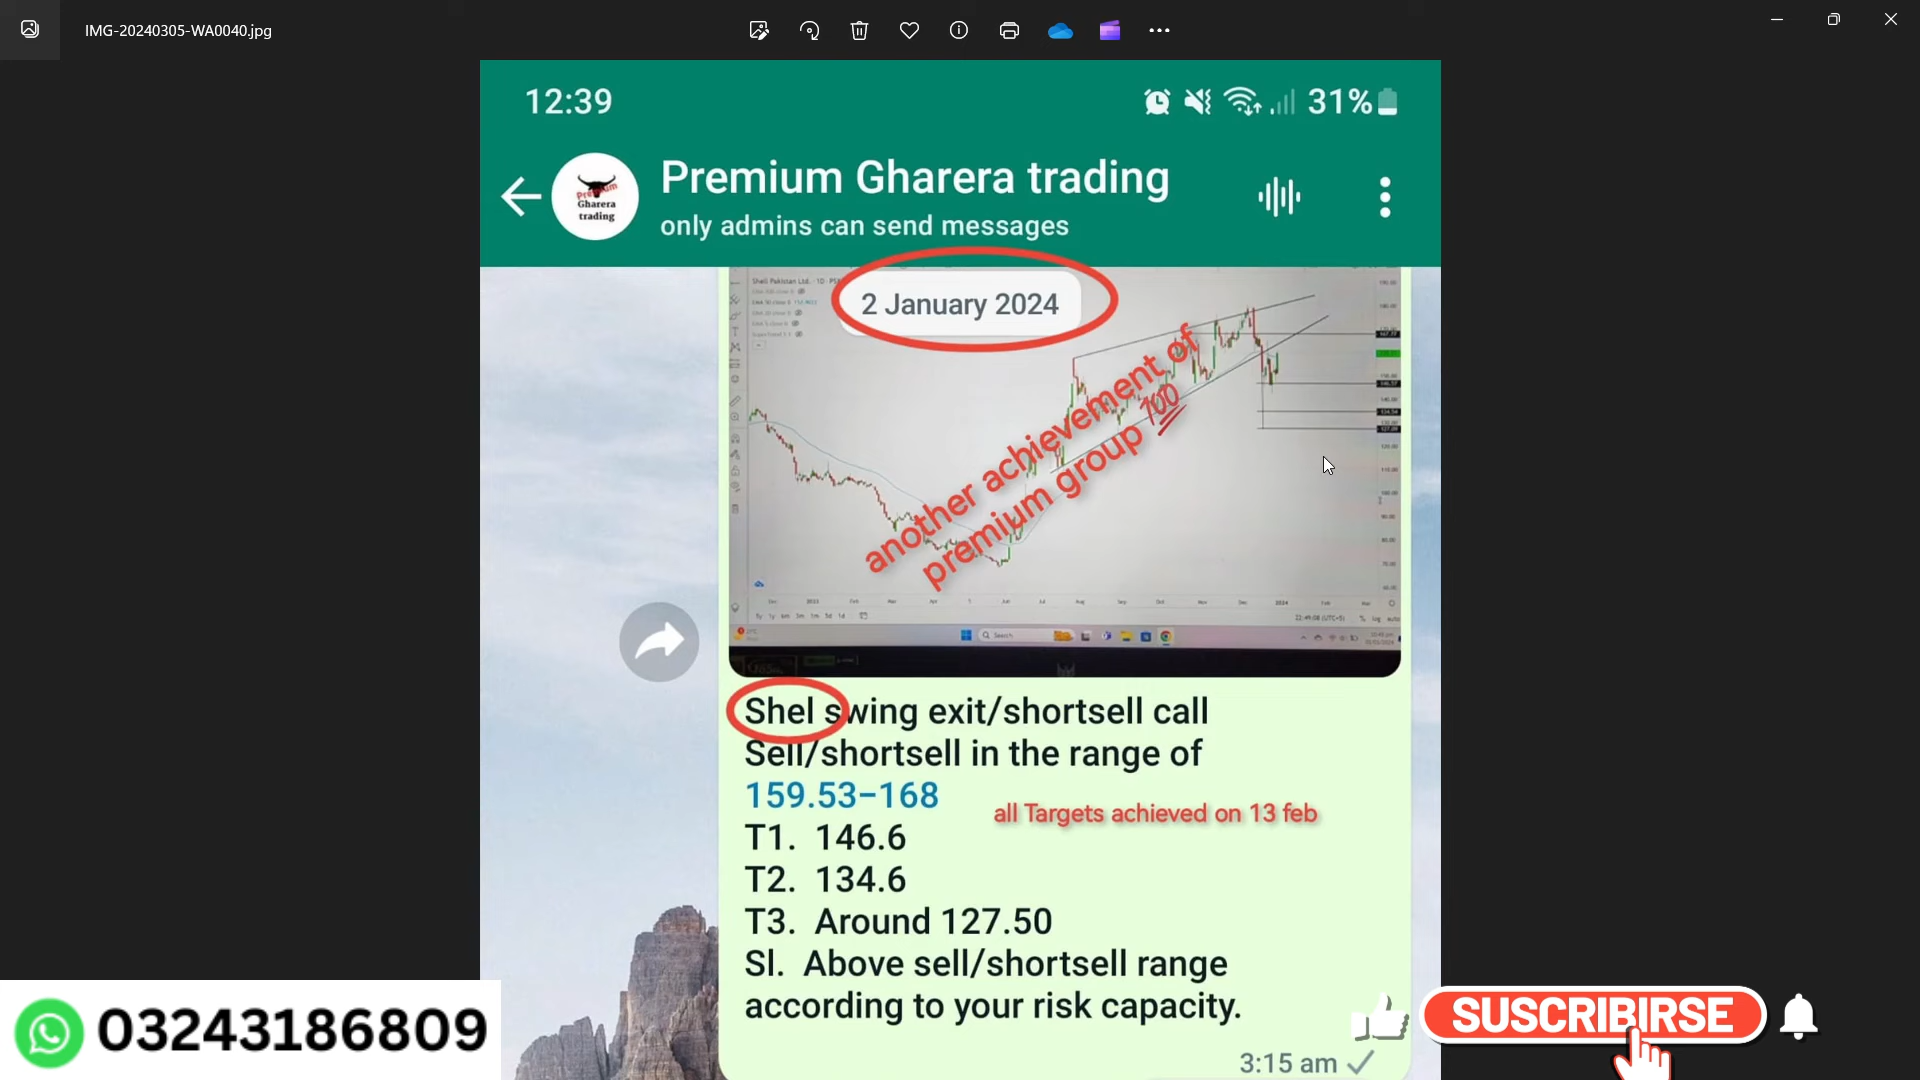 IMG-20240305-WA0040.jpg
12:39
31%
Premium Gharera trading
only admins can send messages
Premium
Gharera
trading
2 January 2024
another achievement of
premium group 100
Shel swing exit/shortsell call
Sell/shortsell in the range of
159.53–168
all Targets achieved on 13 feb
T1. 146.6
T2. 134.6
T3. Around 127.50
Sl. Above sell/shortsell range
according to your risk capacity.
3:15 am
03243186809
SUSCRIBIRSE